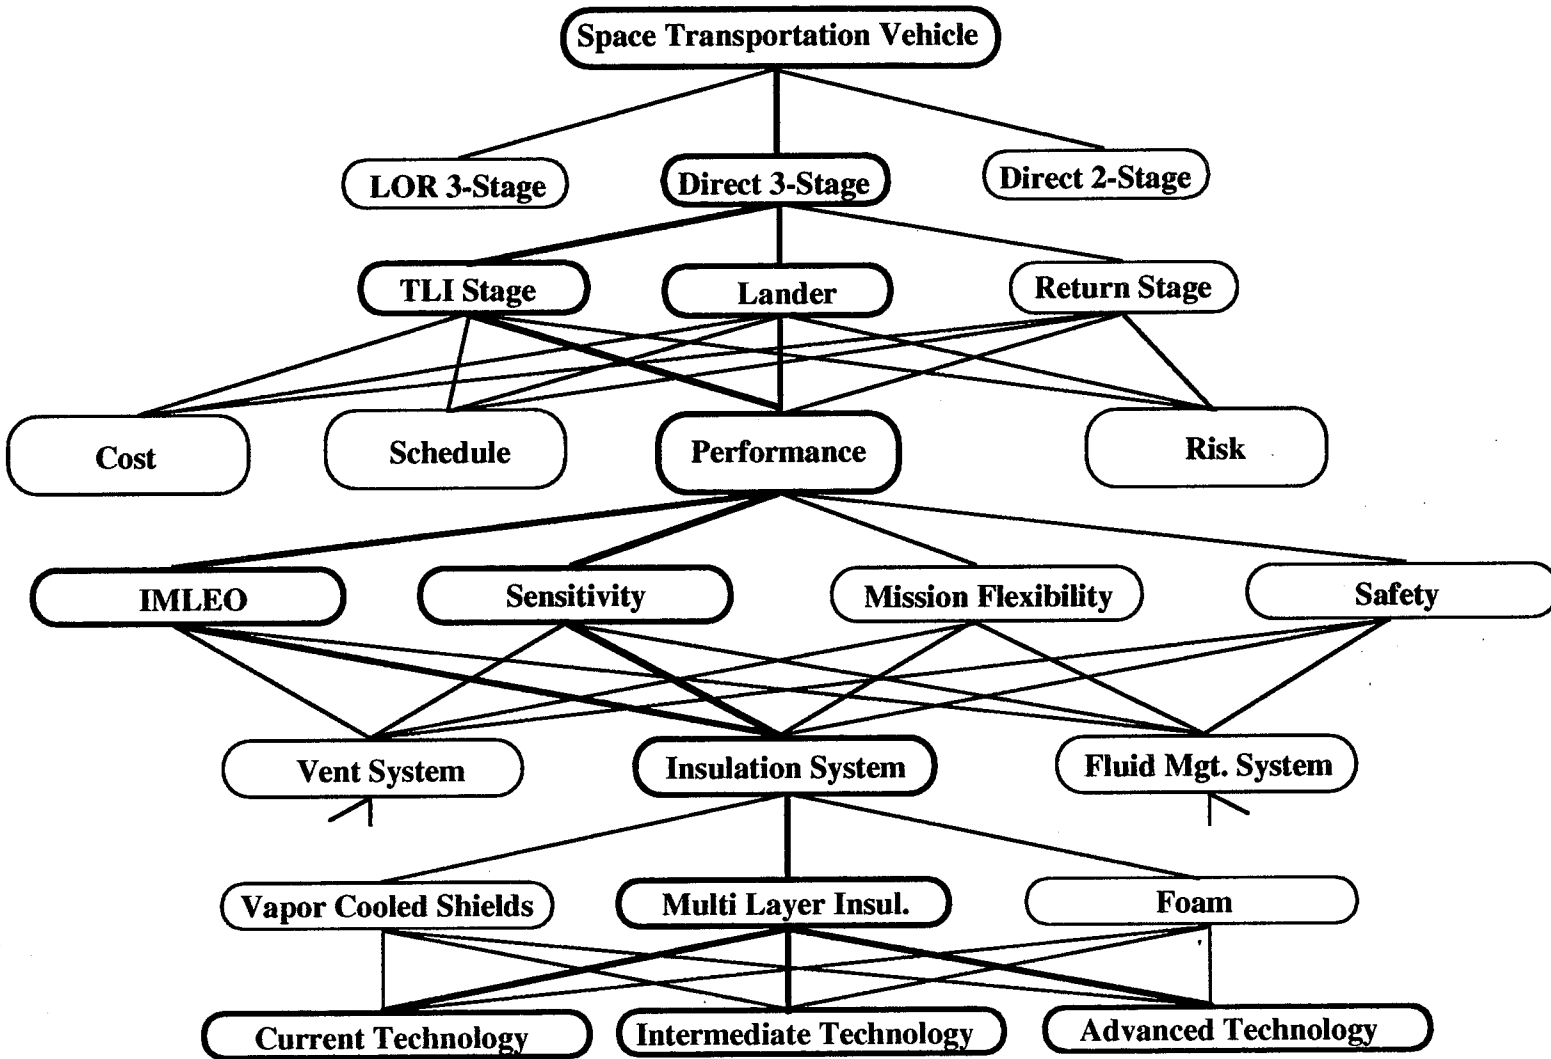 Space Transportation Vehicle
LOR 3-Stage
Direct 3-Stage
Direct 2-Stage
TLI Stage
Lander
Return Stage
Cost
Schedule
Performance
Risk
IMLEO
Sensitivity
Mission Flexibility
Safety
Vent System
Insulation System
Fluid Mgt. System
Vapor Cooled Shields
Multi Layer Insul.
Foam
Current Technology
Intermediate Technology
Advanced Technology